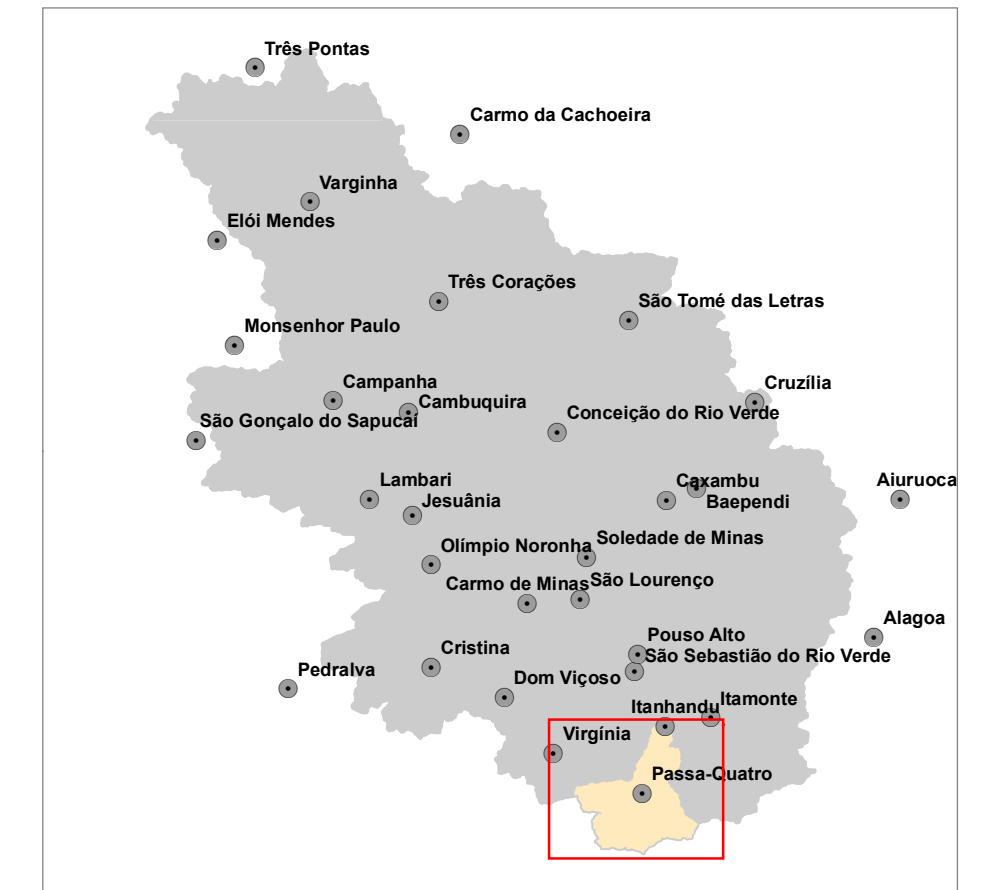 Três Pontas
Carmo da Cachoeira
Varginha
Elói Mendes
Três Corações
São Tomé das Letras
Monsenhor Paulo
Campanha
Cruzília
Cambuquira
Conceição do Rio Verde
São Gonçalo do Sapucaí
Lambari
Caxambu
Aiuruoca
Jesuânia
Baependi
Soledade de Minas
Olímpio Noronha
São Lourenço
Carmo de Minas
Alagoa
Pouso Alto
Cristina
São Sebastião do Rio Verde
Pedralva
Dom Viçoso
Itamonte
Itanhandu
Virgínia
Passa-Quatro